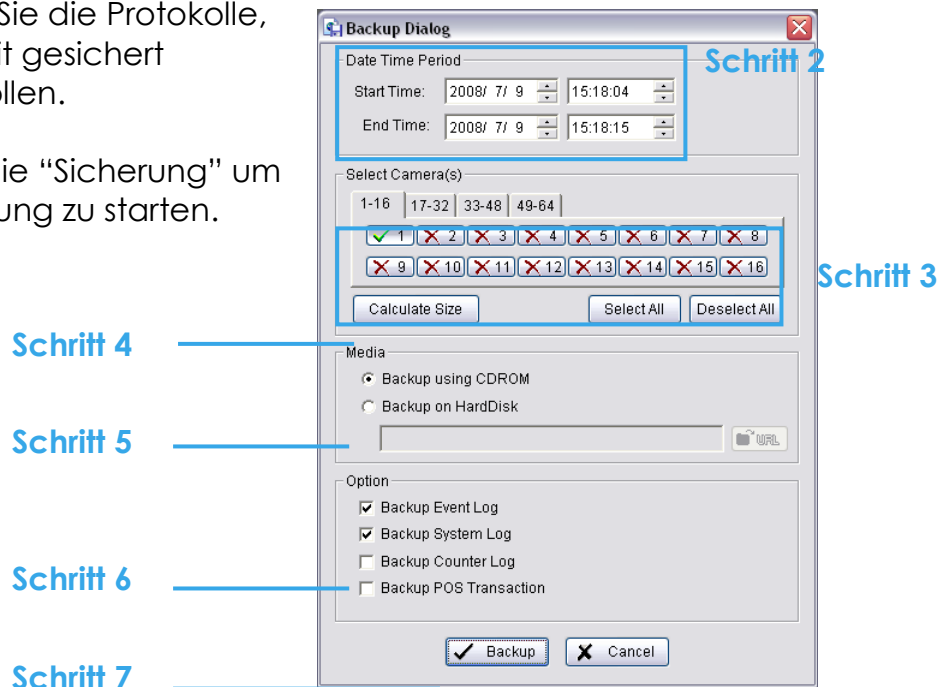 Sie die Protokolle,
it gesichert
llen.
ie “Sicherung” um
ung zu starten.
Schritt 4
Schritt 5
Schritt 6
Schritt 7
Backup Dialog
Schritt 2
Date Time Period
Start Time: 2008/ 7/ 9 15:18:04
End Time: 2008/ 7/ 9 15:18:15
Select Camera(s)
1-16 17-32 33-48 49-64
1 2 3 4 5 6 7 8
9 10 11 12 13 14 15 16
Schritt 3
Calculate Size Select All Deselect All
Media
Backup using CDROM
Backup on HardDisk
URL
Option
Backup Event Log
Backup System Log
Backup Counter Log
Backup POS Transaction
Backup Cancel